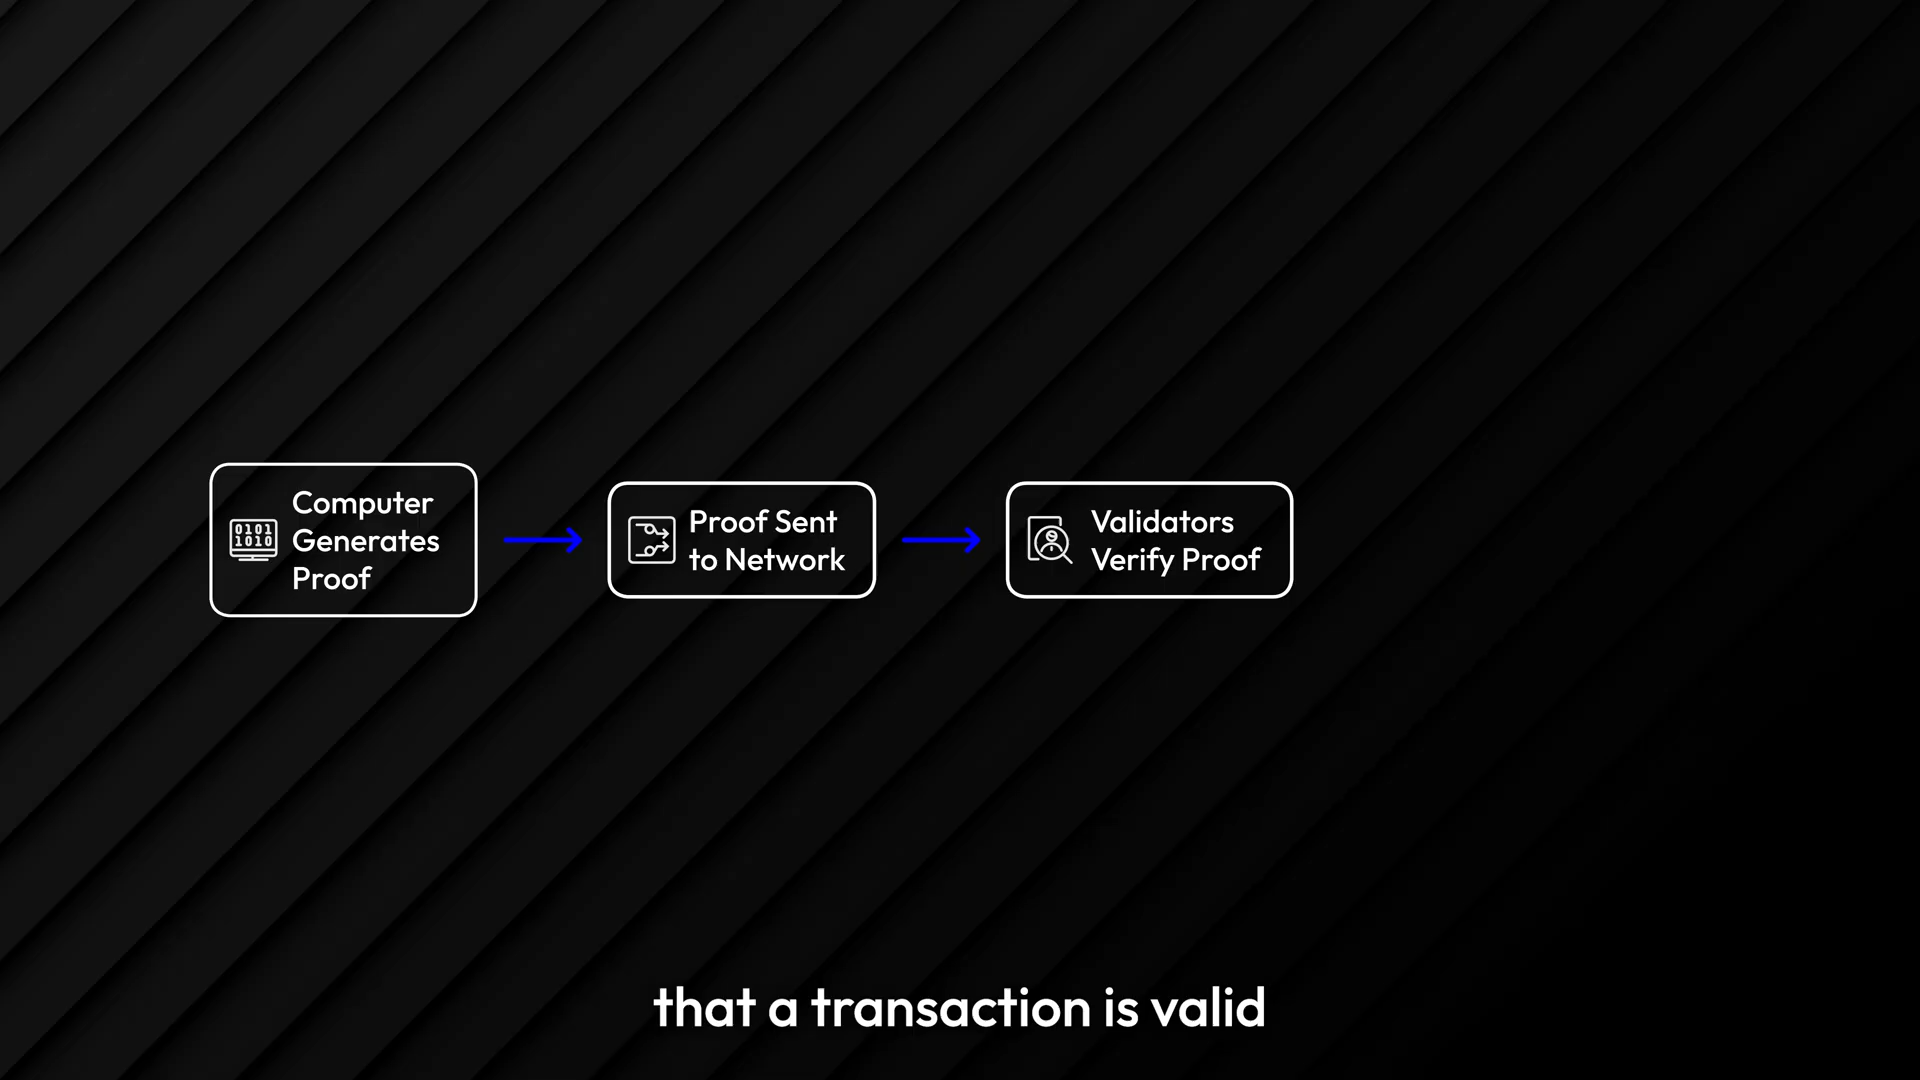 0101
1010
Computer
Generates
Proof
Proof Sent
to Network
Validators
Verify Proof
that a transaction is valid